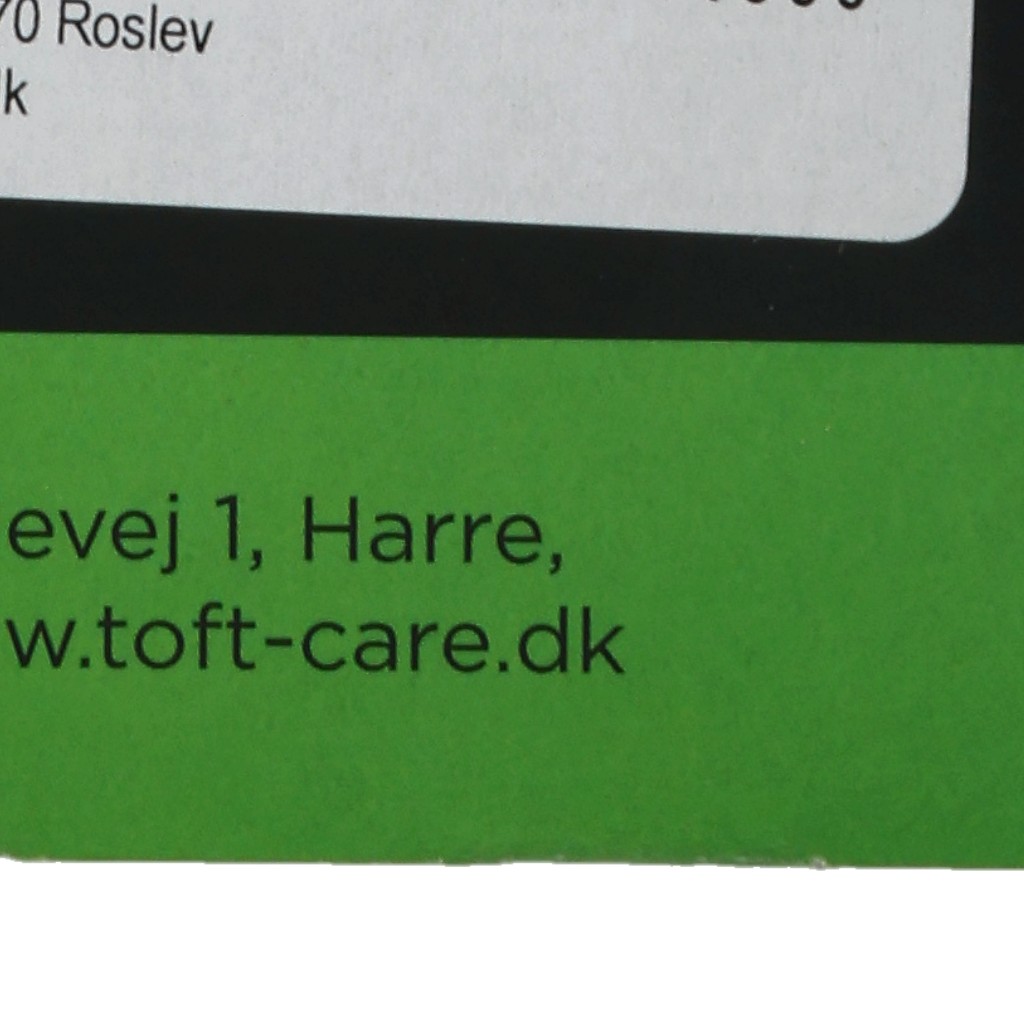 70 Roslev
k
evej 1, Harre,
w.toft-care.dk